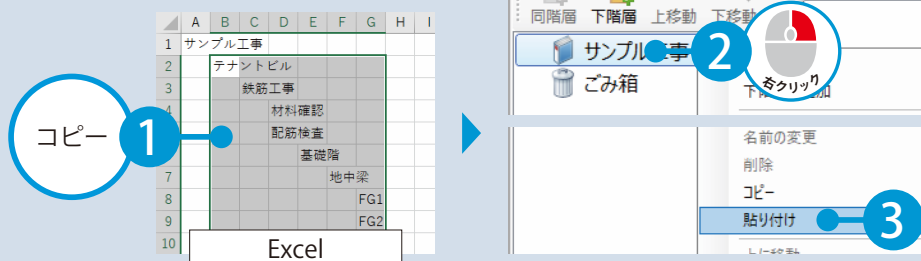 A B C D E F G H I
1 サンプル工事
2 テナントビル
3 鉄筋工事
4 材料確認
配筋検査
6 基礎階
7 地中梁
8 FG1
9 FG2
10
コピー 1
Excel
同階層 下階層 上移動 下移動
サンプル工事 2
ごみ箱
右クリック
名前の変更
削除
コピー
貼り付け 3
上に移動